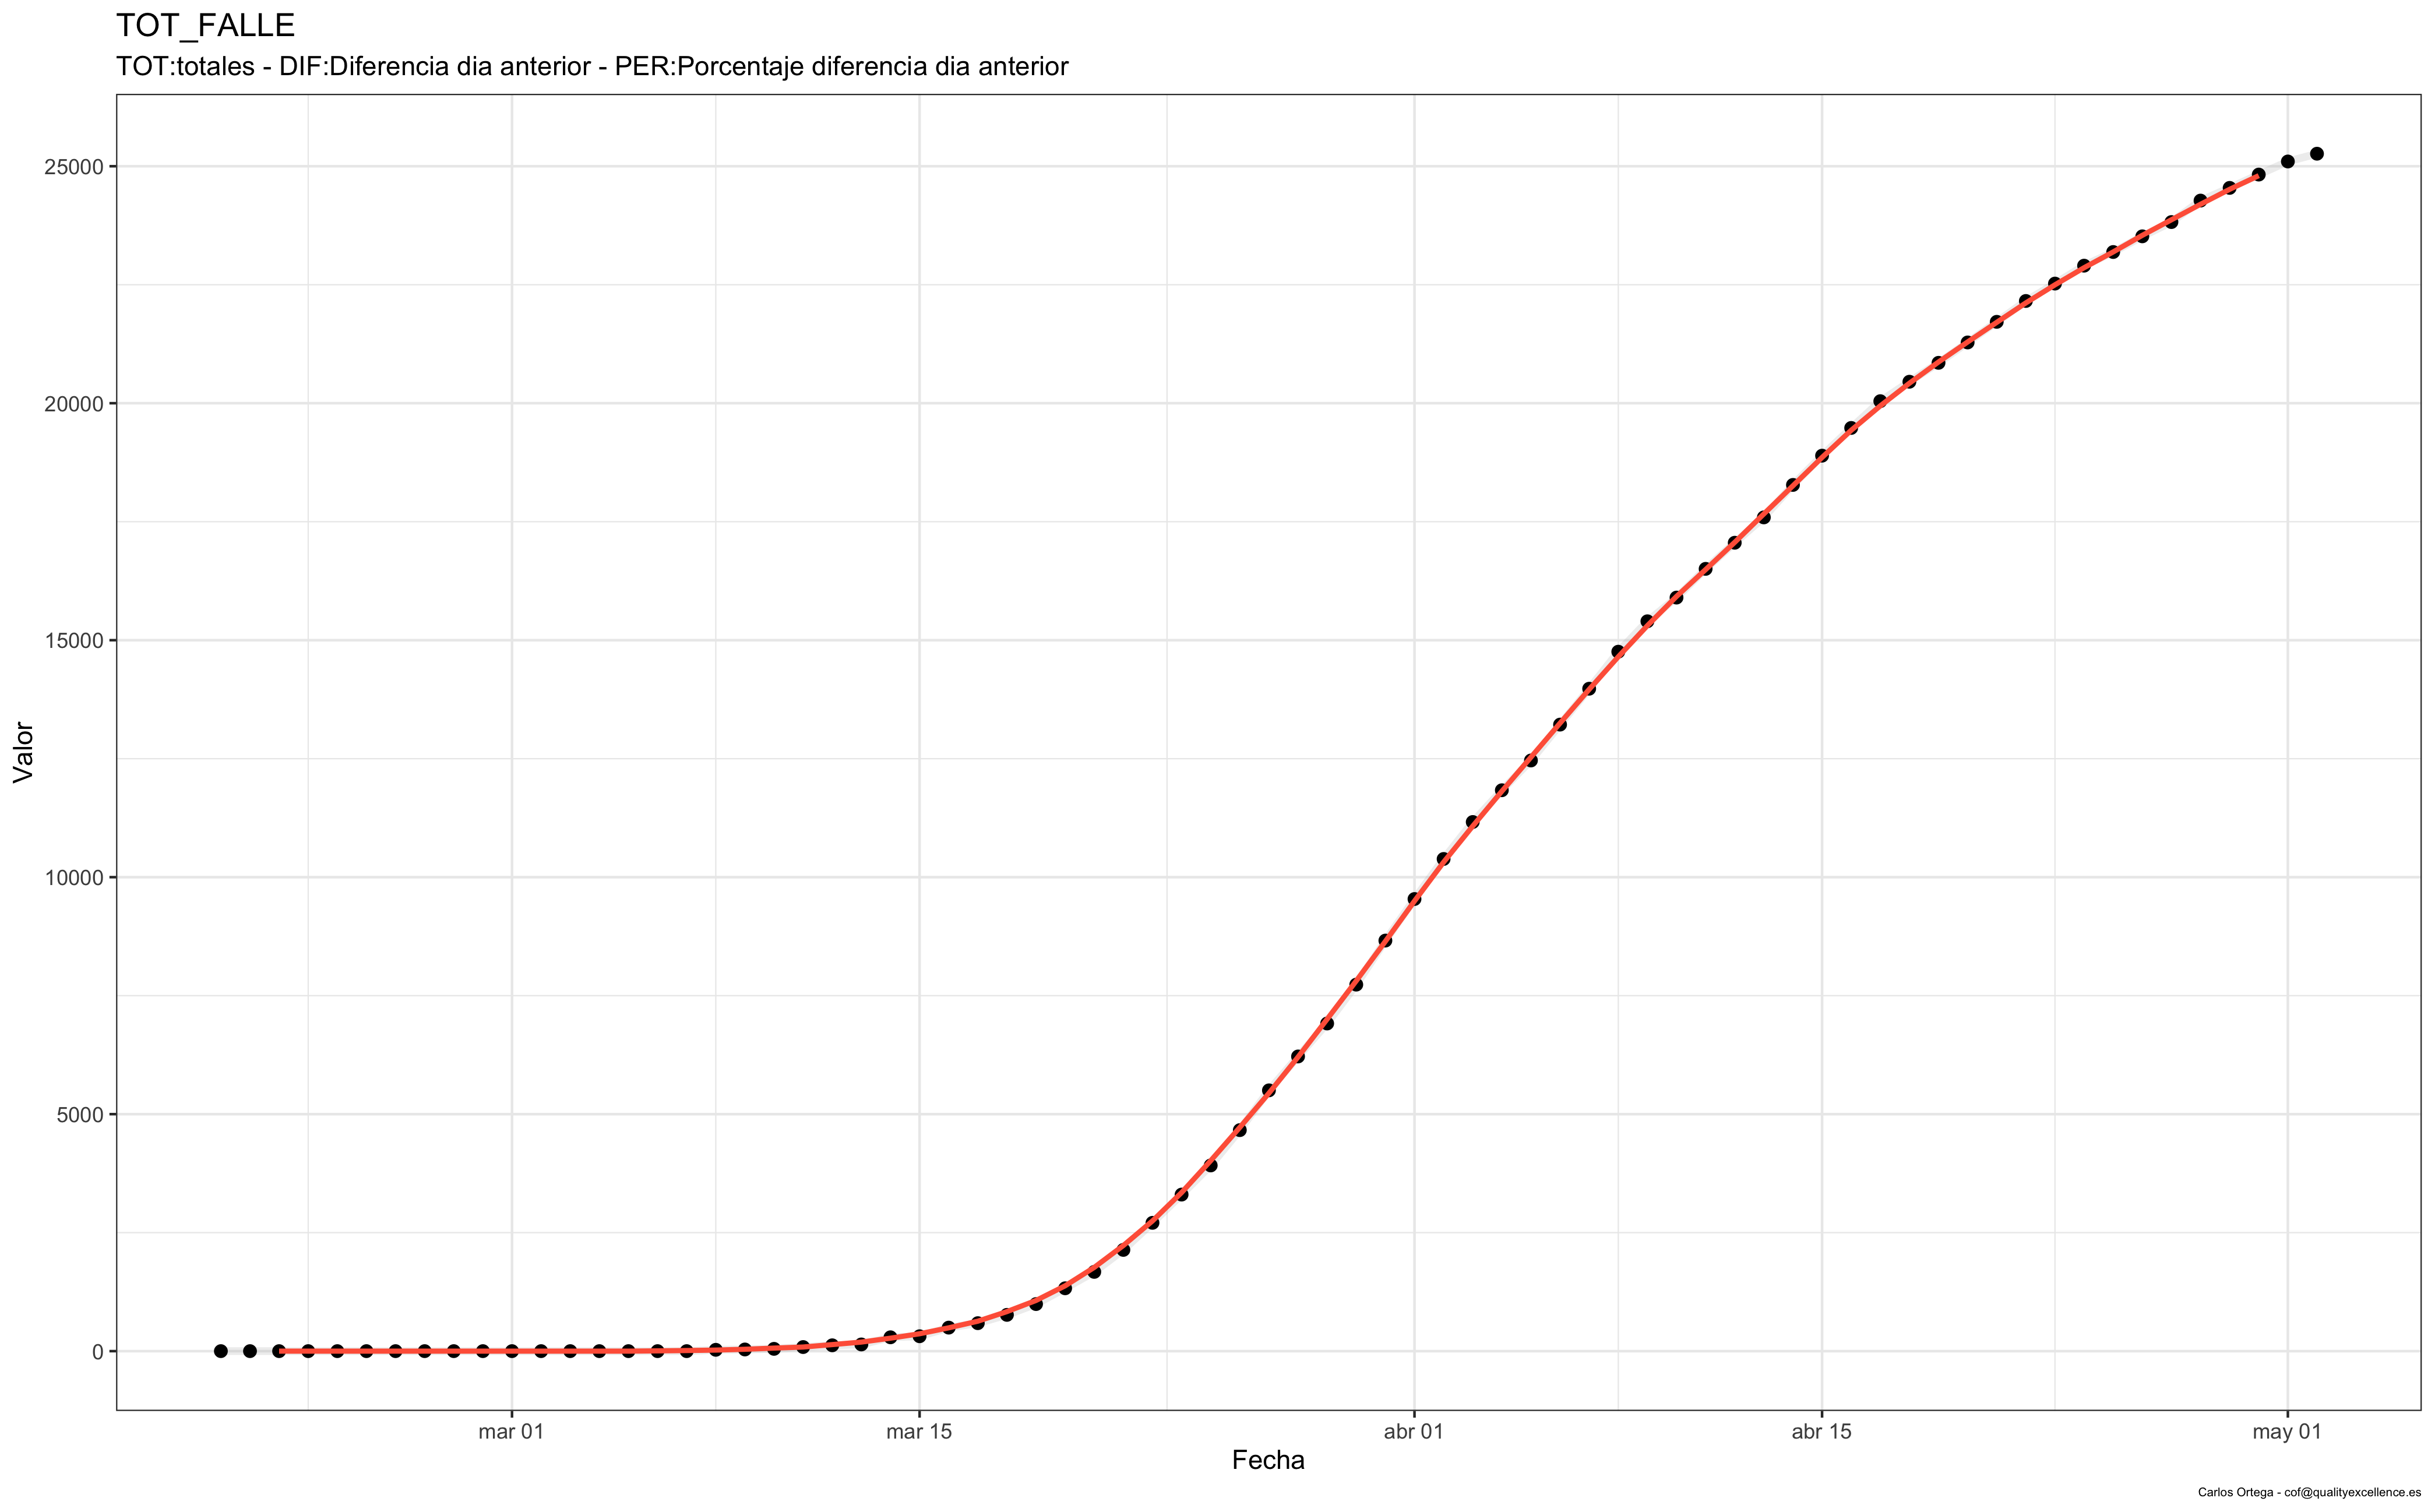 TOT_FALLE
TOT:totales - DIF:Diferencia dia anterior - PER:Porcentaje diferencia dia anterior
25000
20000
15000
10000
5000
0
Valor
mar 01
mar 15
abr 01
abr 15
may 01
Fecha
Carlos Ortega - cof@qualityexcellence.es